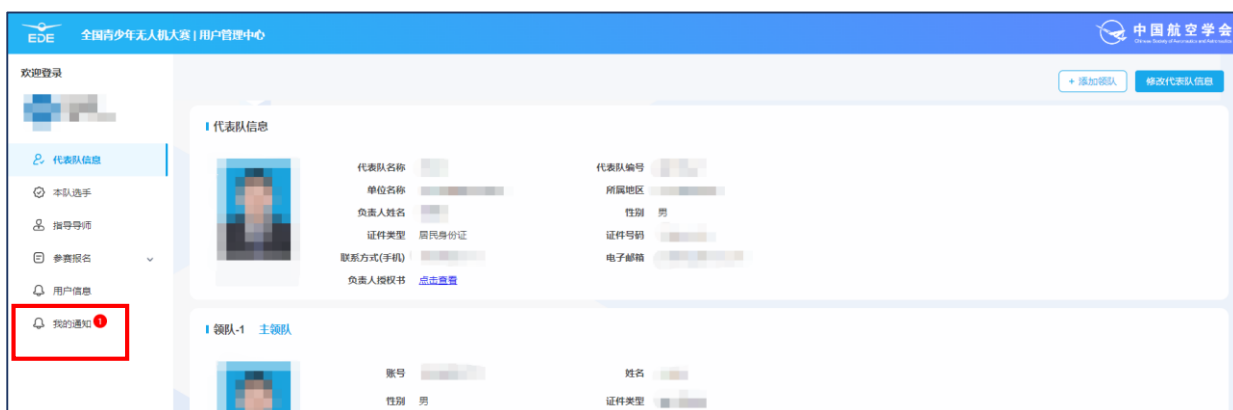 EDE 全国青少年无人机大赛 | 用户管理中心 中国航空学会
欢迎登录
+ 添加领队 修改代表队信息
代表队信息
代表队信息
本队选手
指导导师
参赛报名
用户信息
我的通知 1
代表队名称 代表队编号
单位名称 所属地区
负责人姓名 性别 男
证件类型 居民身份证 证件号码
联系方式(手机) 电子邮箱
负责人授权书 点击查看
领队-1 主领队
账号 姓名
性别 男 证件类型